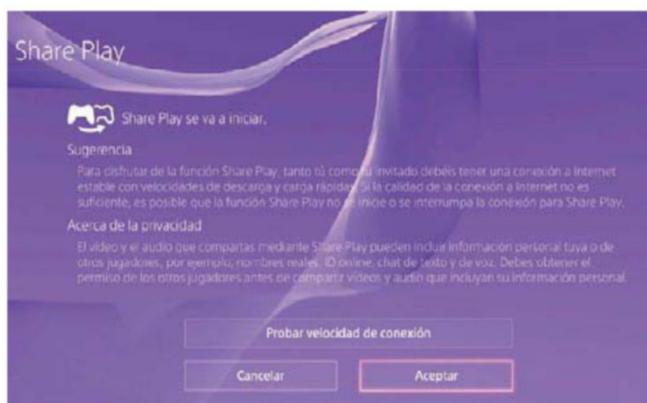 Share Play
Share Play se va a iniciar.
Sugerencia
Para disfrutar de la función Share Play, tanto tú como tu invitado debéis tener una conexión a Internet
estable con velocidades de descarga y carga rápidas. Si la calidad de la conexión a Internet no es
suficiente, es posible que la función Share Play no se inicie o se interrumpa la conexión para Share Play.
Acerca de la privacidad
El vídeo y el audio que compartas mediante Share Play pueden incluir información personal tuya o de
otros jugadores, por ejemplo, nombres reales, ID online, chat de texto y de voz. Debes obtener el
permiso de los otros jugadores antes de compartir vídeos y audio que incluyan su información personal.
Probar velocidad de conexión
Cancelar
Aceptar